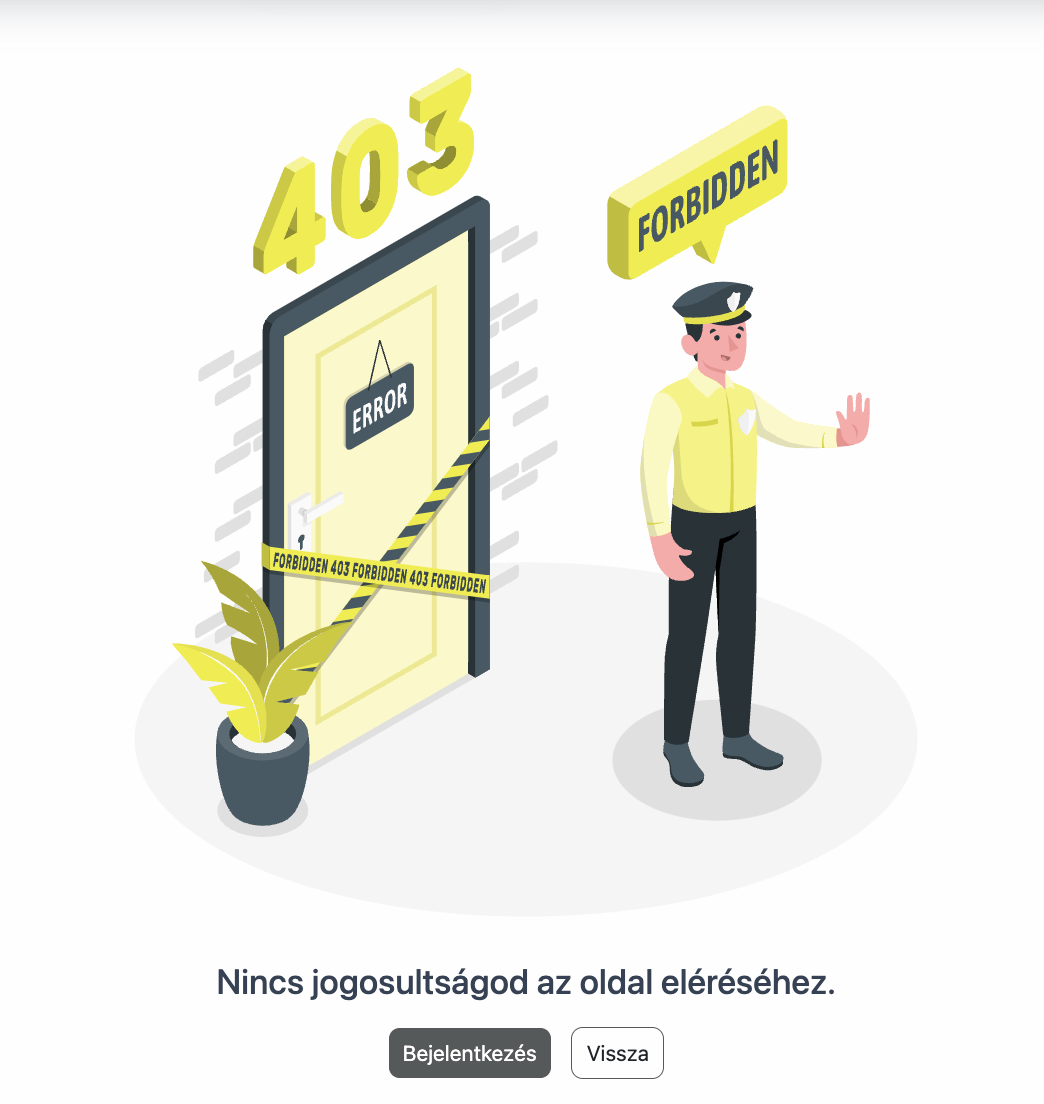 403
FORBIDDEN
ERROR
FORBIDDEN 403 FORBIDDEN 403 FORBIDDEN
Nincs jogosultságod az oldal eléréséhez.
Bejelentkezés
Vissza